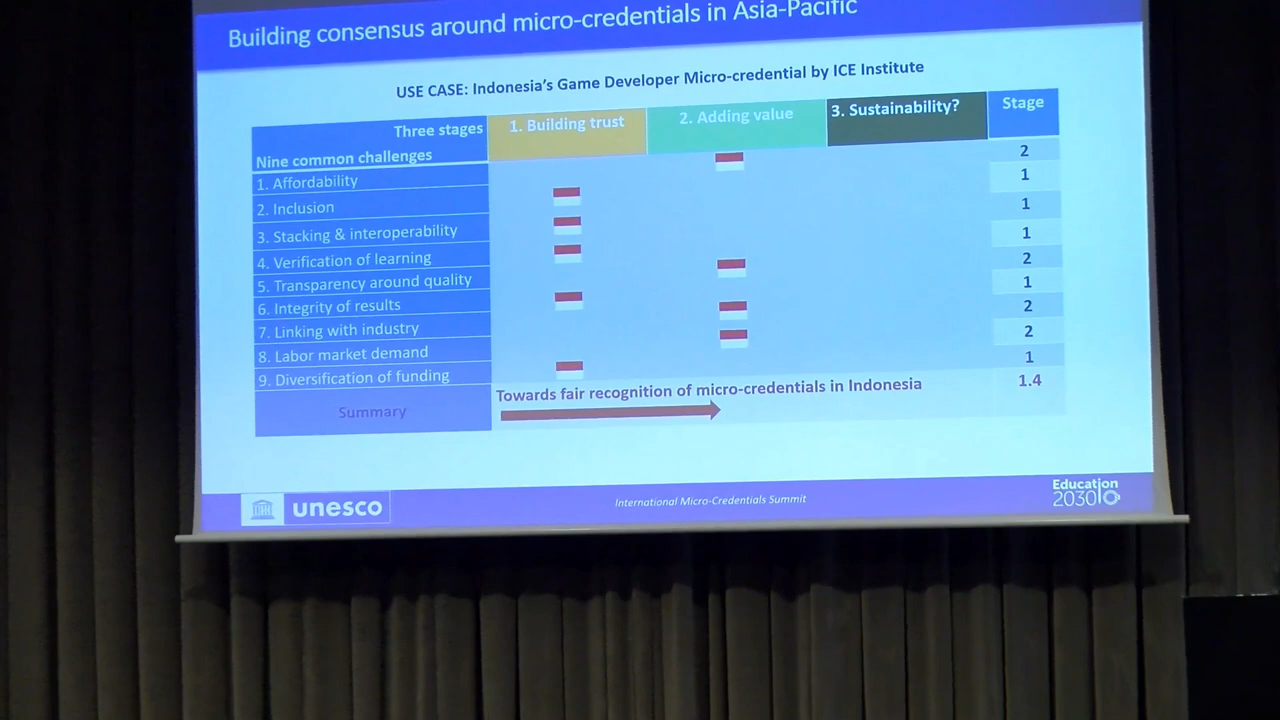 Building consensus around micro-credentials in Asia-Pacific
USE CASE: Indonesia's Game Developer Micro-credential by ICE Institute
Three stages
Nine common challenges
1. Building trust
2. Adding value
3. Sustainability?
Stage
1. Affordability
2
2. Inclusion
1
3. Stacking & interoperability
1
4. Verification of learning
1
5. Transparency around quality
2
6. Integrity of results
1
7. Linking with industry
2
8. Labor market demand
2
9. Diversification of funding
1
Summary
Towards fair recognition of micro-credentials in Indonesia
1.4
unesco
International Micro-Credentials Summit
Education
2030